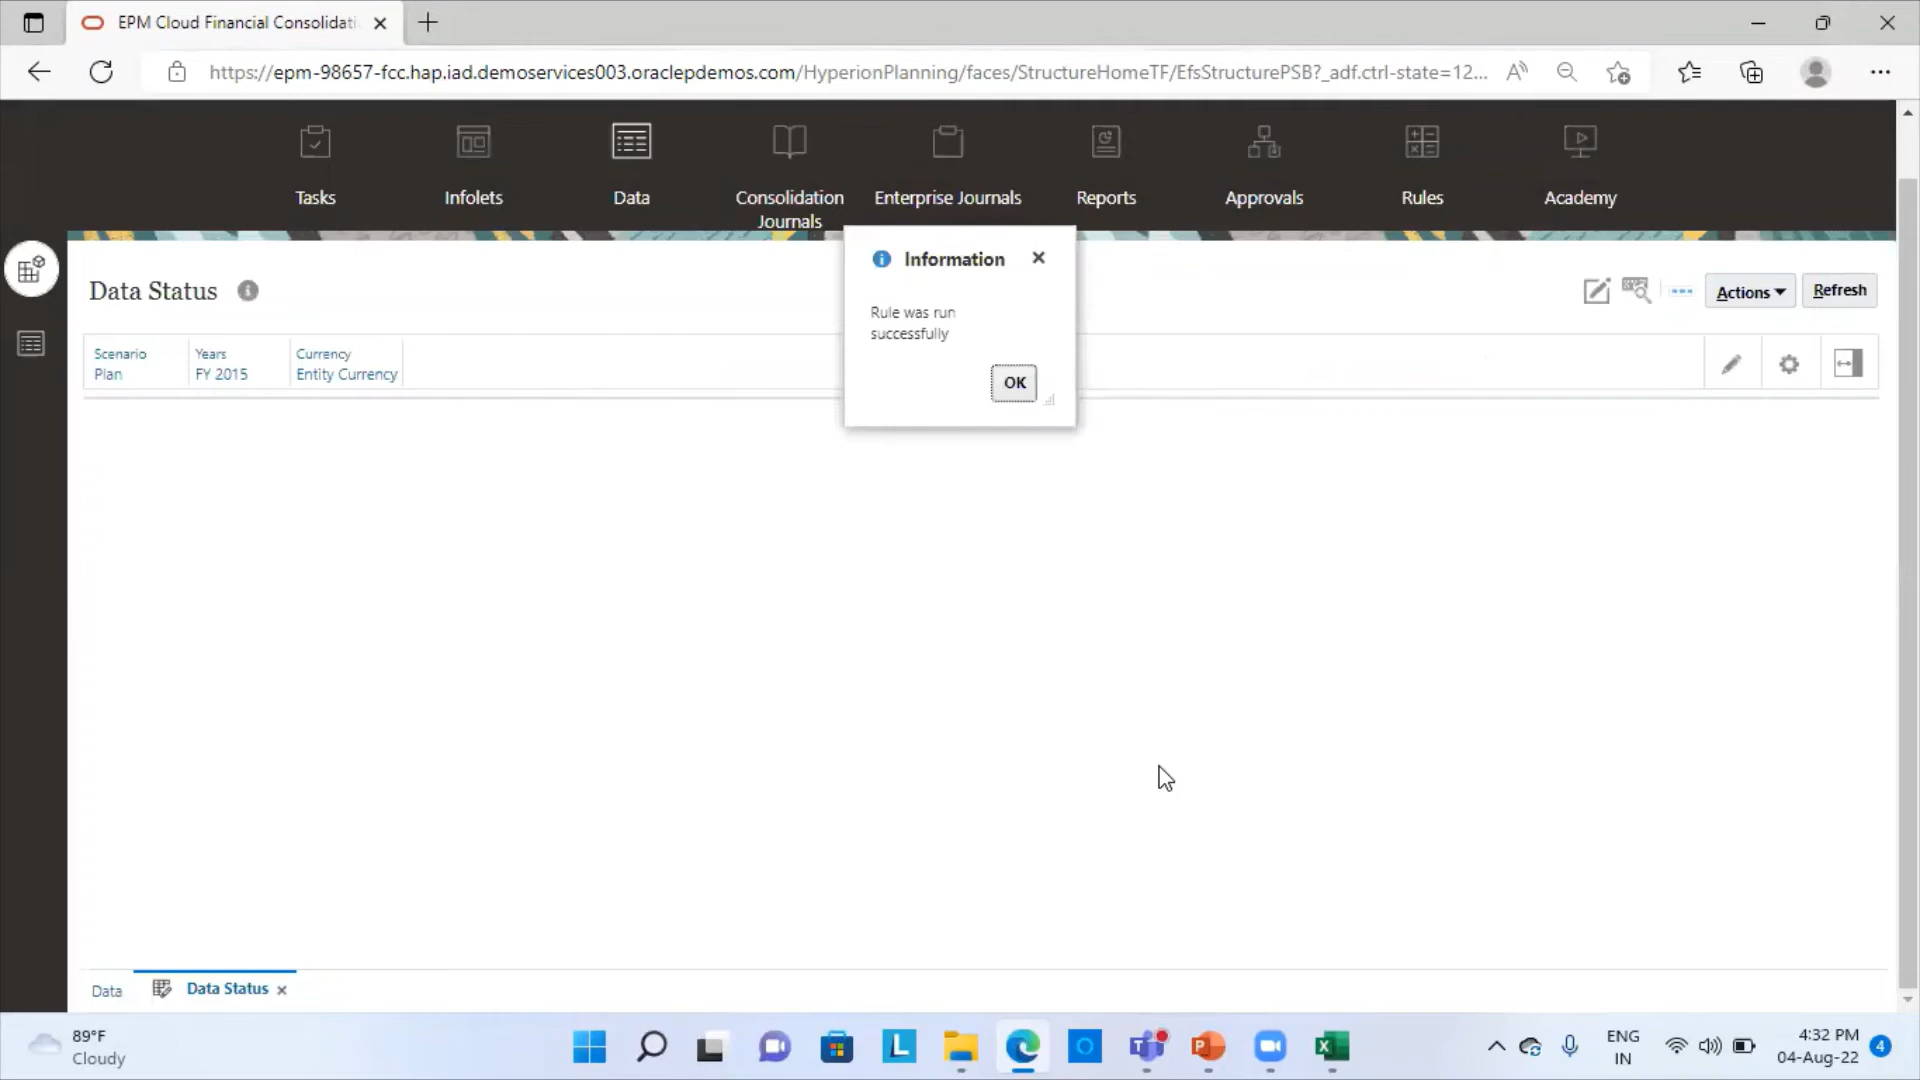 EPM Cloud Financial Consolidati
https://epm-98657-fcc.hap.iad.demoservices003.oraclepdemos.com/HyperionPlanning/faces/StructureHomeTF/EfsStructurePSB?_adf.ctrl-state=12...
Tasks
Infolets
Data
Consolidation
Journals
Enterprise Journals
Reports
Approvals
Rules
Academy
Information
Rule was run
successfully
OK
Data Status
Actions
Refresh
Scenario
Plan
Years
FY 2015
Currency
Entity Currency
Data
Data Status
89°F
Cloudy
ENG
IN
4:32 PM
04-Aug-22
4